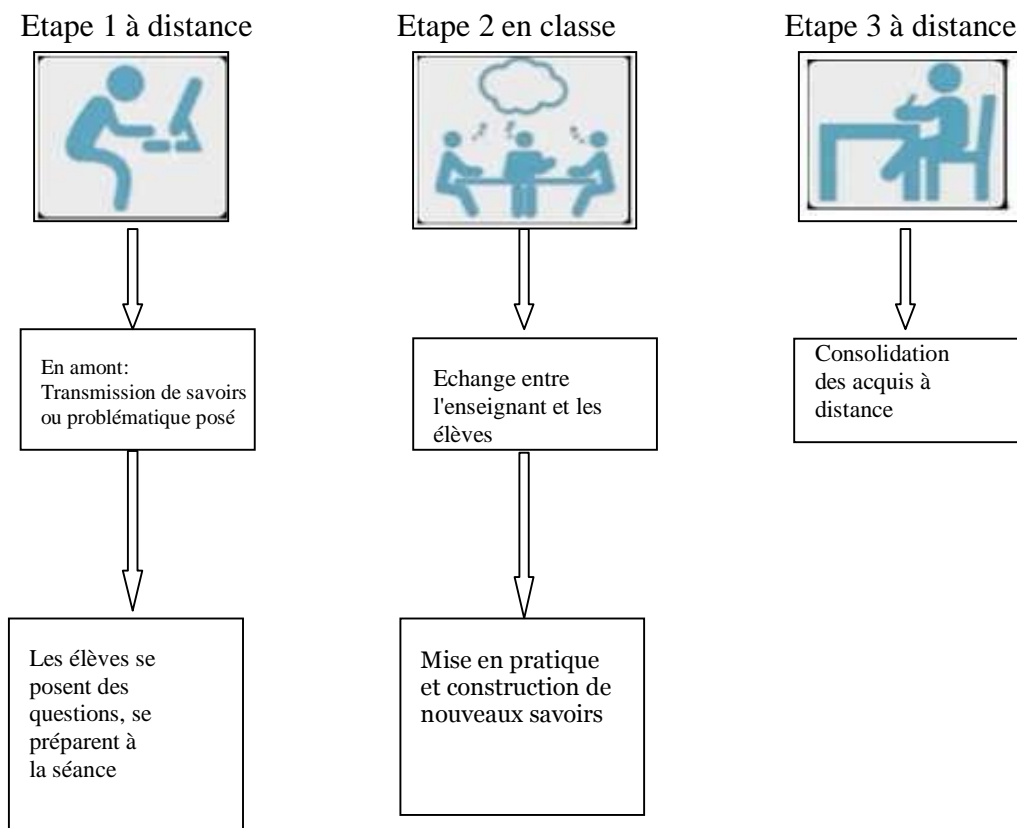 Etape 1 à distance
Etape 2 en classe
Etape 3 à distance
En amont:
Transmission de savoirs
ou problématique posé
Echange entre
l'enseignant et les
élèves
Consolidation
des acquis à
distance
Les élèves se
posent des
questions, se
préparent à
la séance
Mise en pratique
et construction de
nouveaux savoirs